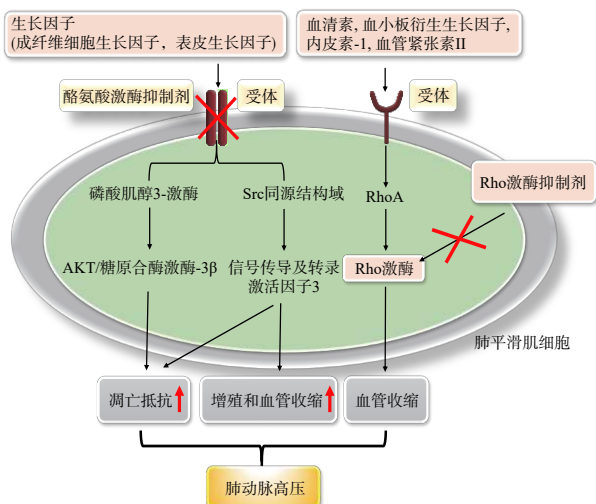 生长因子
(成纤维细胞生长因子，表皮生长因子)
血清素, 血小板衍生生长因子,
内皮素-1, 血管紧张素II
酪氨酸激酶抑制剂
受体
受体
磷酸肌醇3-激酶
Src同源结构域
RhoA
Rho激酶抑制剂
AKT/糖原合酶激酶-3β
信号传导及转录
激活因子3
Rho激酶
肺平滑肌细胞
凋亡抵抗
增殖和血管收缩
血管收缩
肺动脉高压